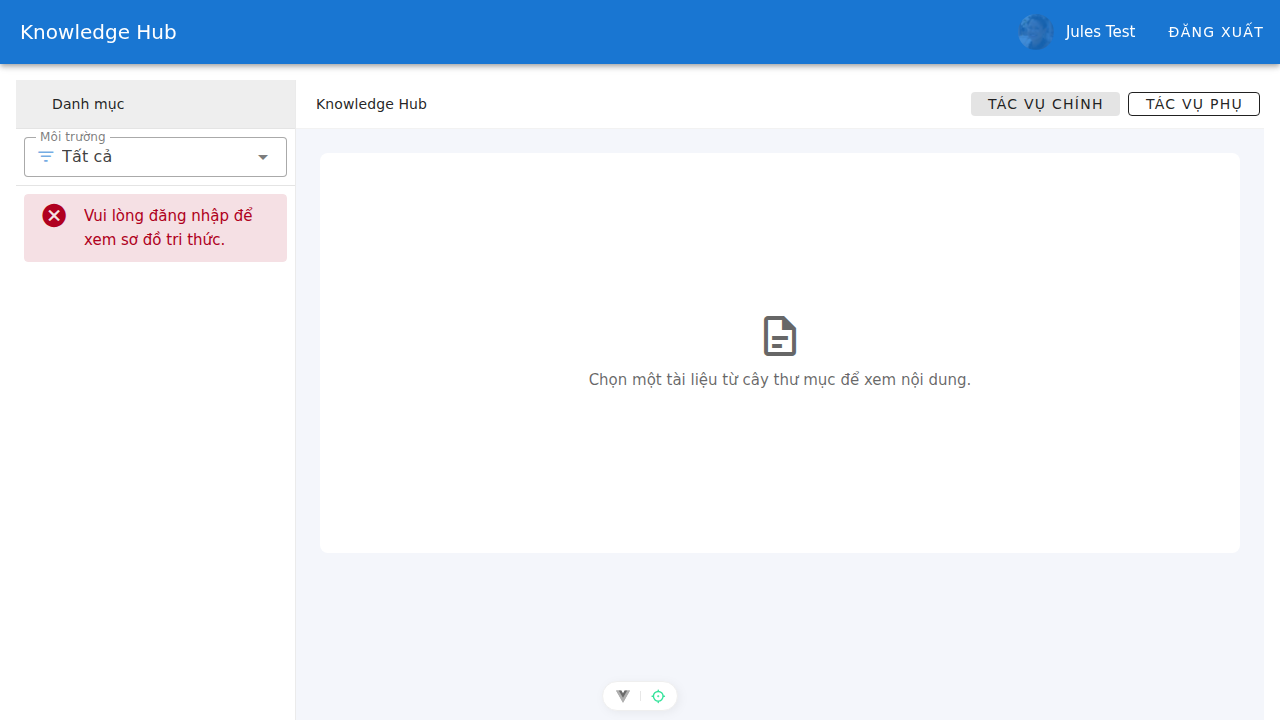 Knowledge Hub
Jules Test
ĐĂNG XUẤT
Danh mục
Knowledge Hub
TÁC VỤ CHÍNH
TÁC VỤ PHỤ
Môi trường
Tất cả
Vui lòng đăng nhập để
xem sơ đồ tri thức.
Chọn một tài liệu từ cây thư mục để xem nội dung.